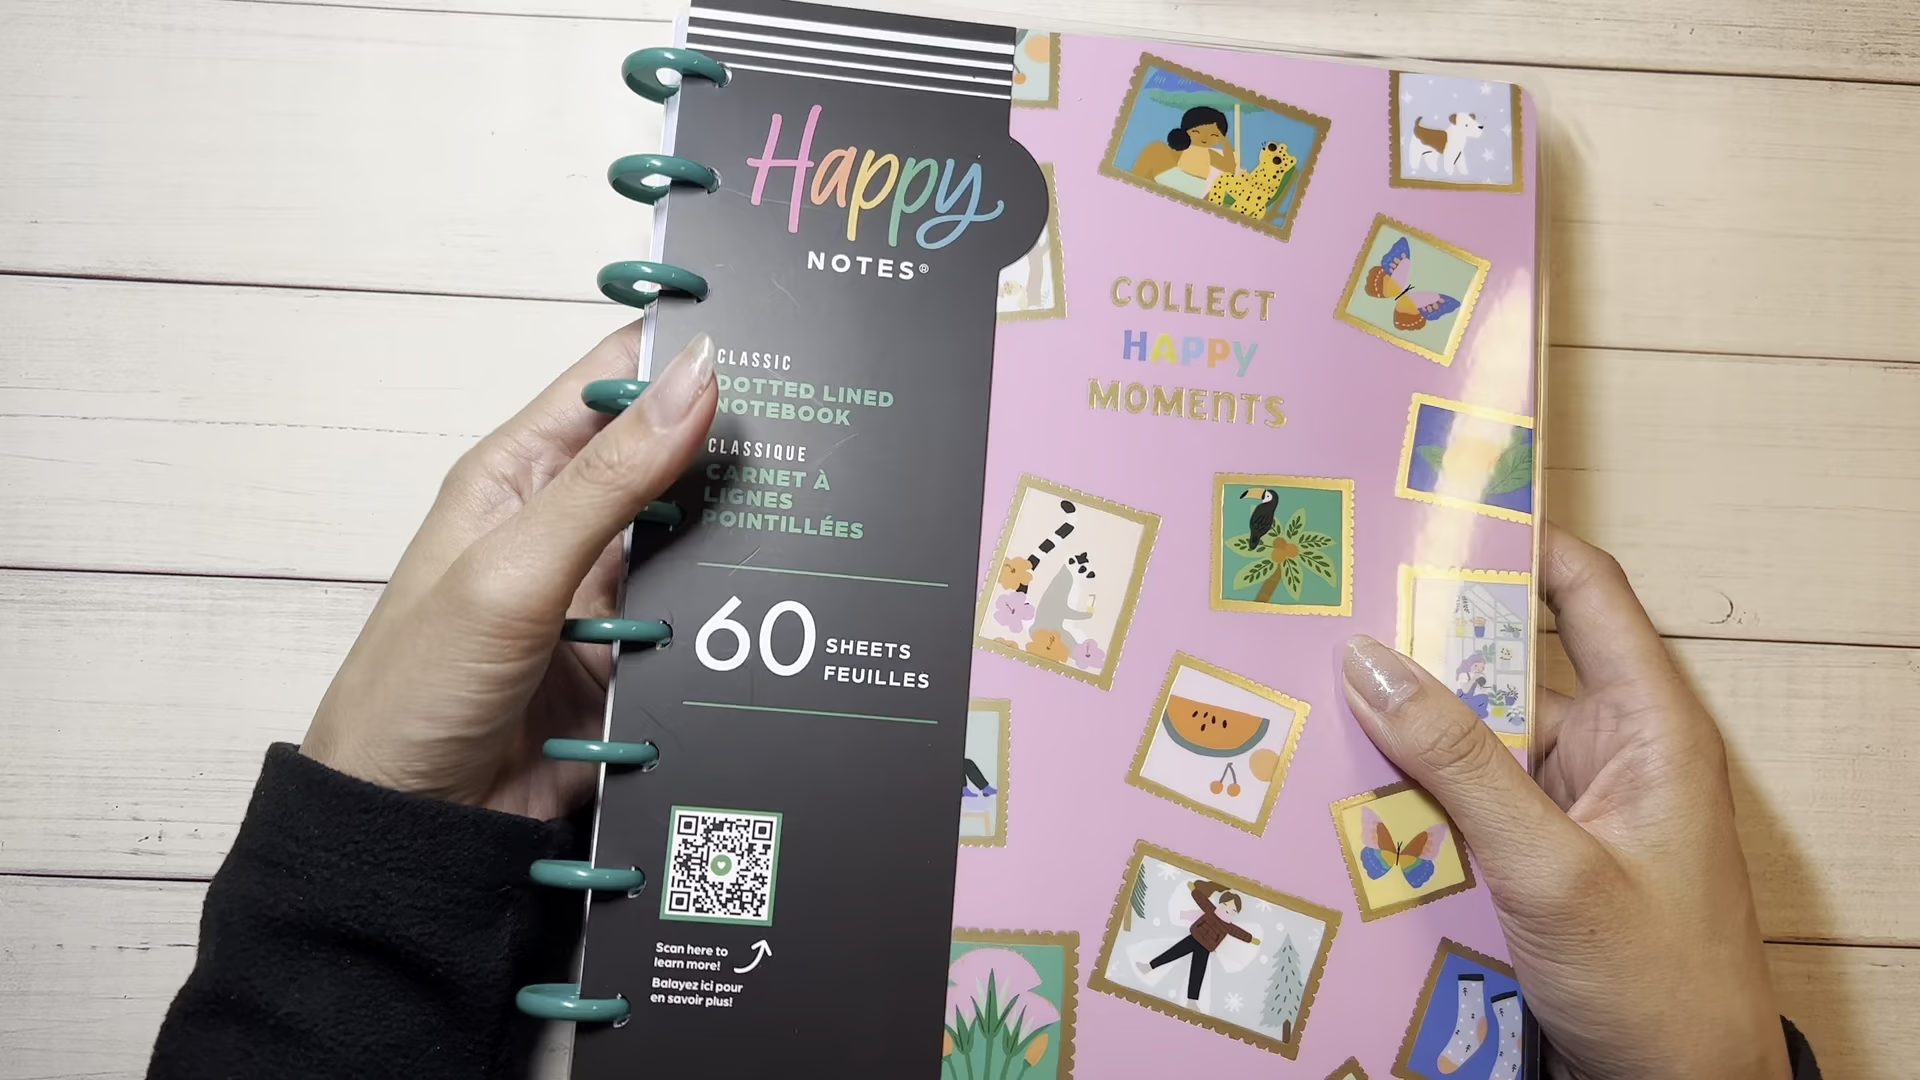 Happy
NOTES®
CLASSIC
DOTTED LINED
NOTEBOOK
CLASSIQUE
CARNET À
LIGNES
POINTILLÉES
60 SHEETS
FEUILLES
Scan here to
learn more!
Balayez ici pour
en savoir plus!
COLLECT
HAPPY
MOMENTS